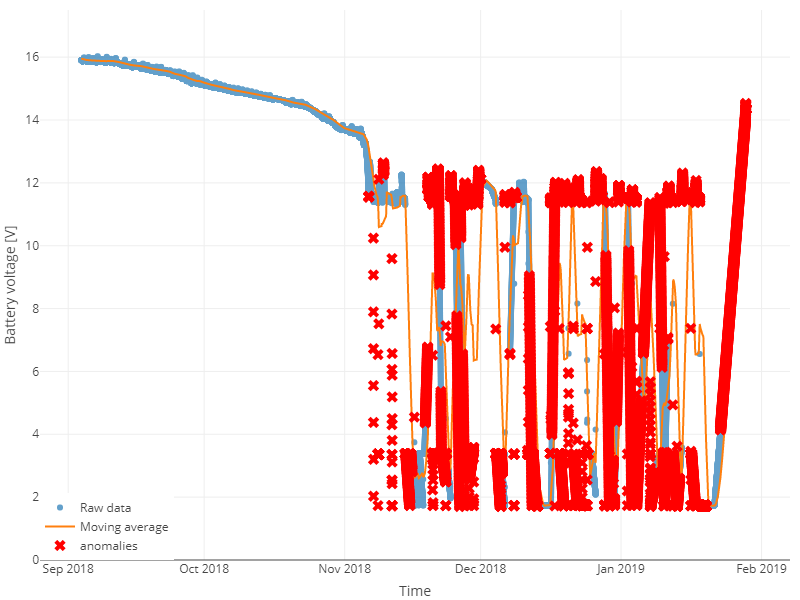 16
14
12
10
8
6
4
2
0
Battery voltage [V]
Raw data
Moving average
anomalies
Sep 2018
Oct 2018
Nov 2018
Dec 2018
Jan 2019
Feb 2019
Time